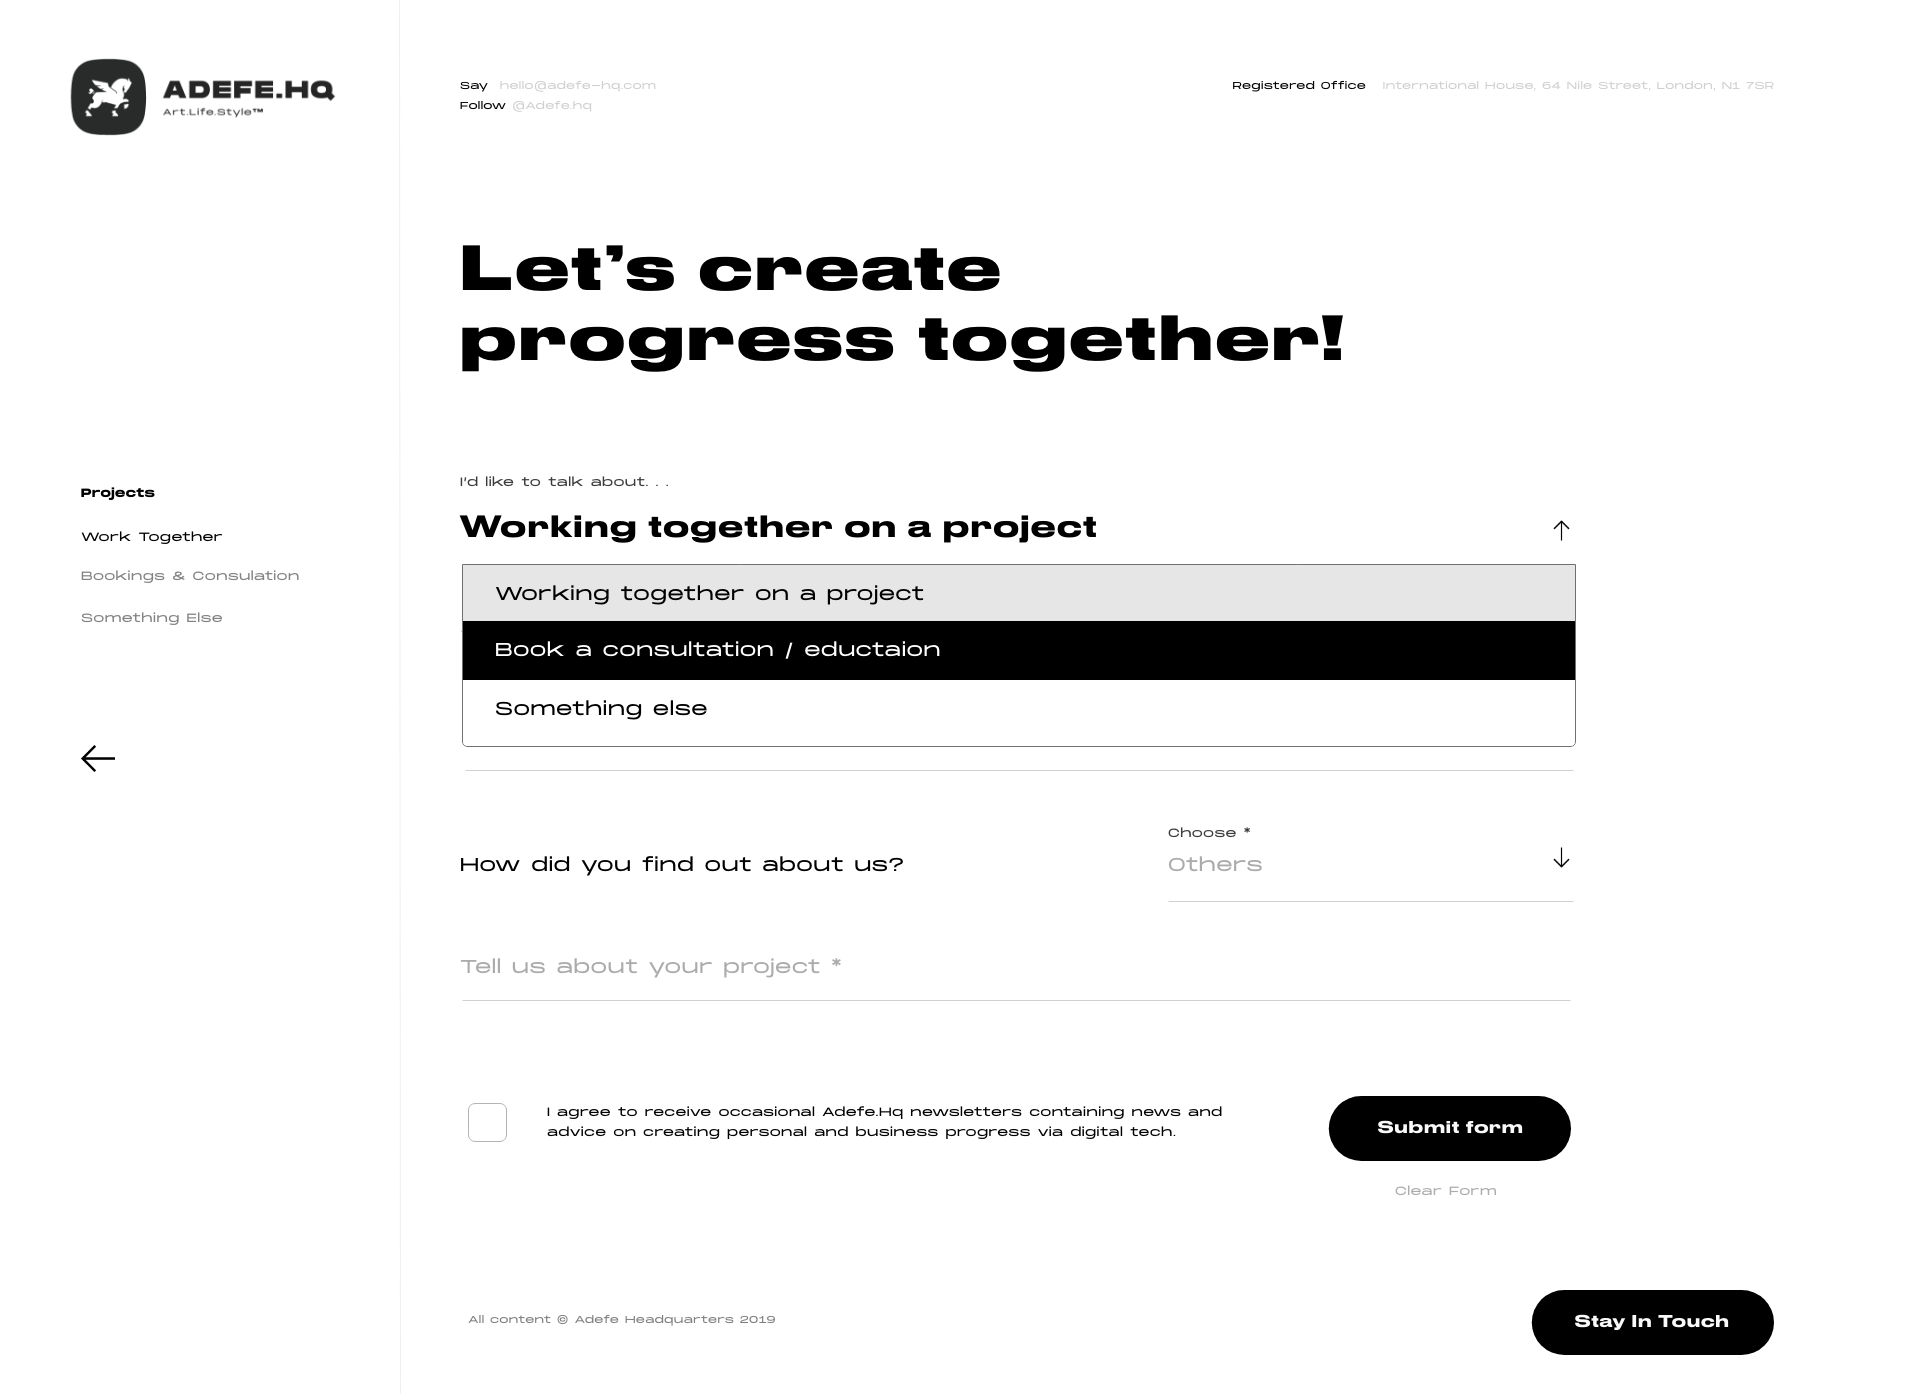 ADEFE.HQ
Art.Life.Style™
Say hello@adefe-hq.com
Follow @Adefe.hq
Registered Office International House, 64 Nile Street, London, N1 7SR
Let’s create
progress together!
Projects
Work Together
Bookings & Consulation
Something Else
I'd like to talk about. . .
Working together on a project
Working together on a project
Book a consultation / eductaion
Something else
How did you find out about us?
Choose *
Others
Tell us about your project *
I agree to receive occasional Adefe.Hq newsletters containing news and
advice on creating personal and business progress via digital tech.
Submit form
Clear Form
All content © Adefe Headquarters 2019
Stay In Touch